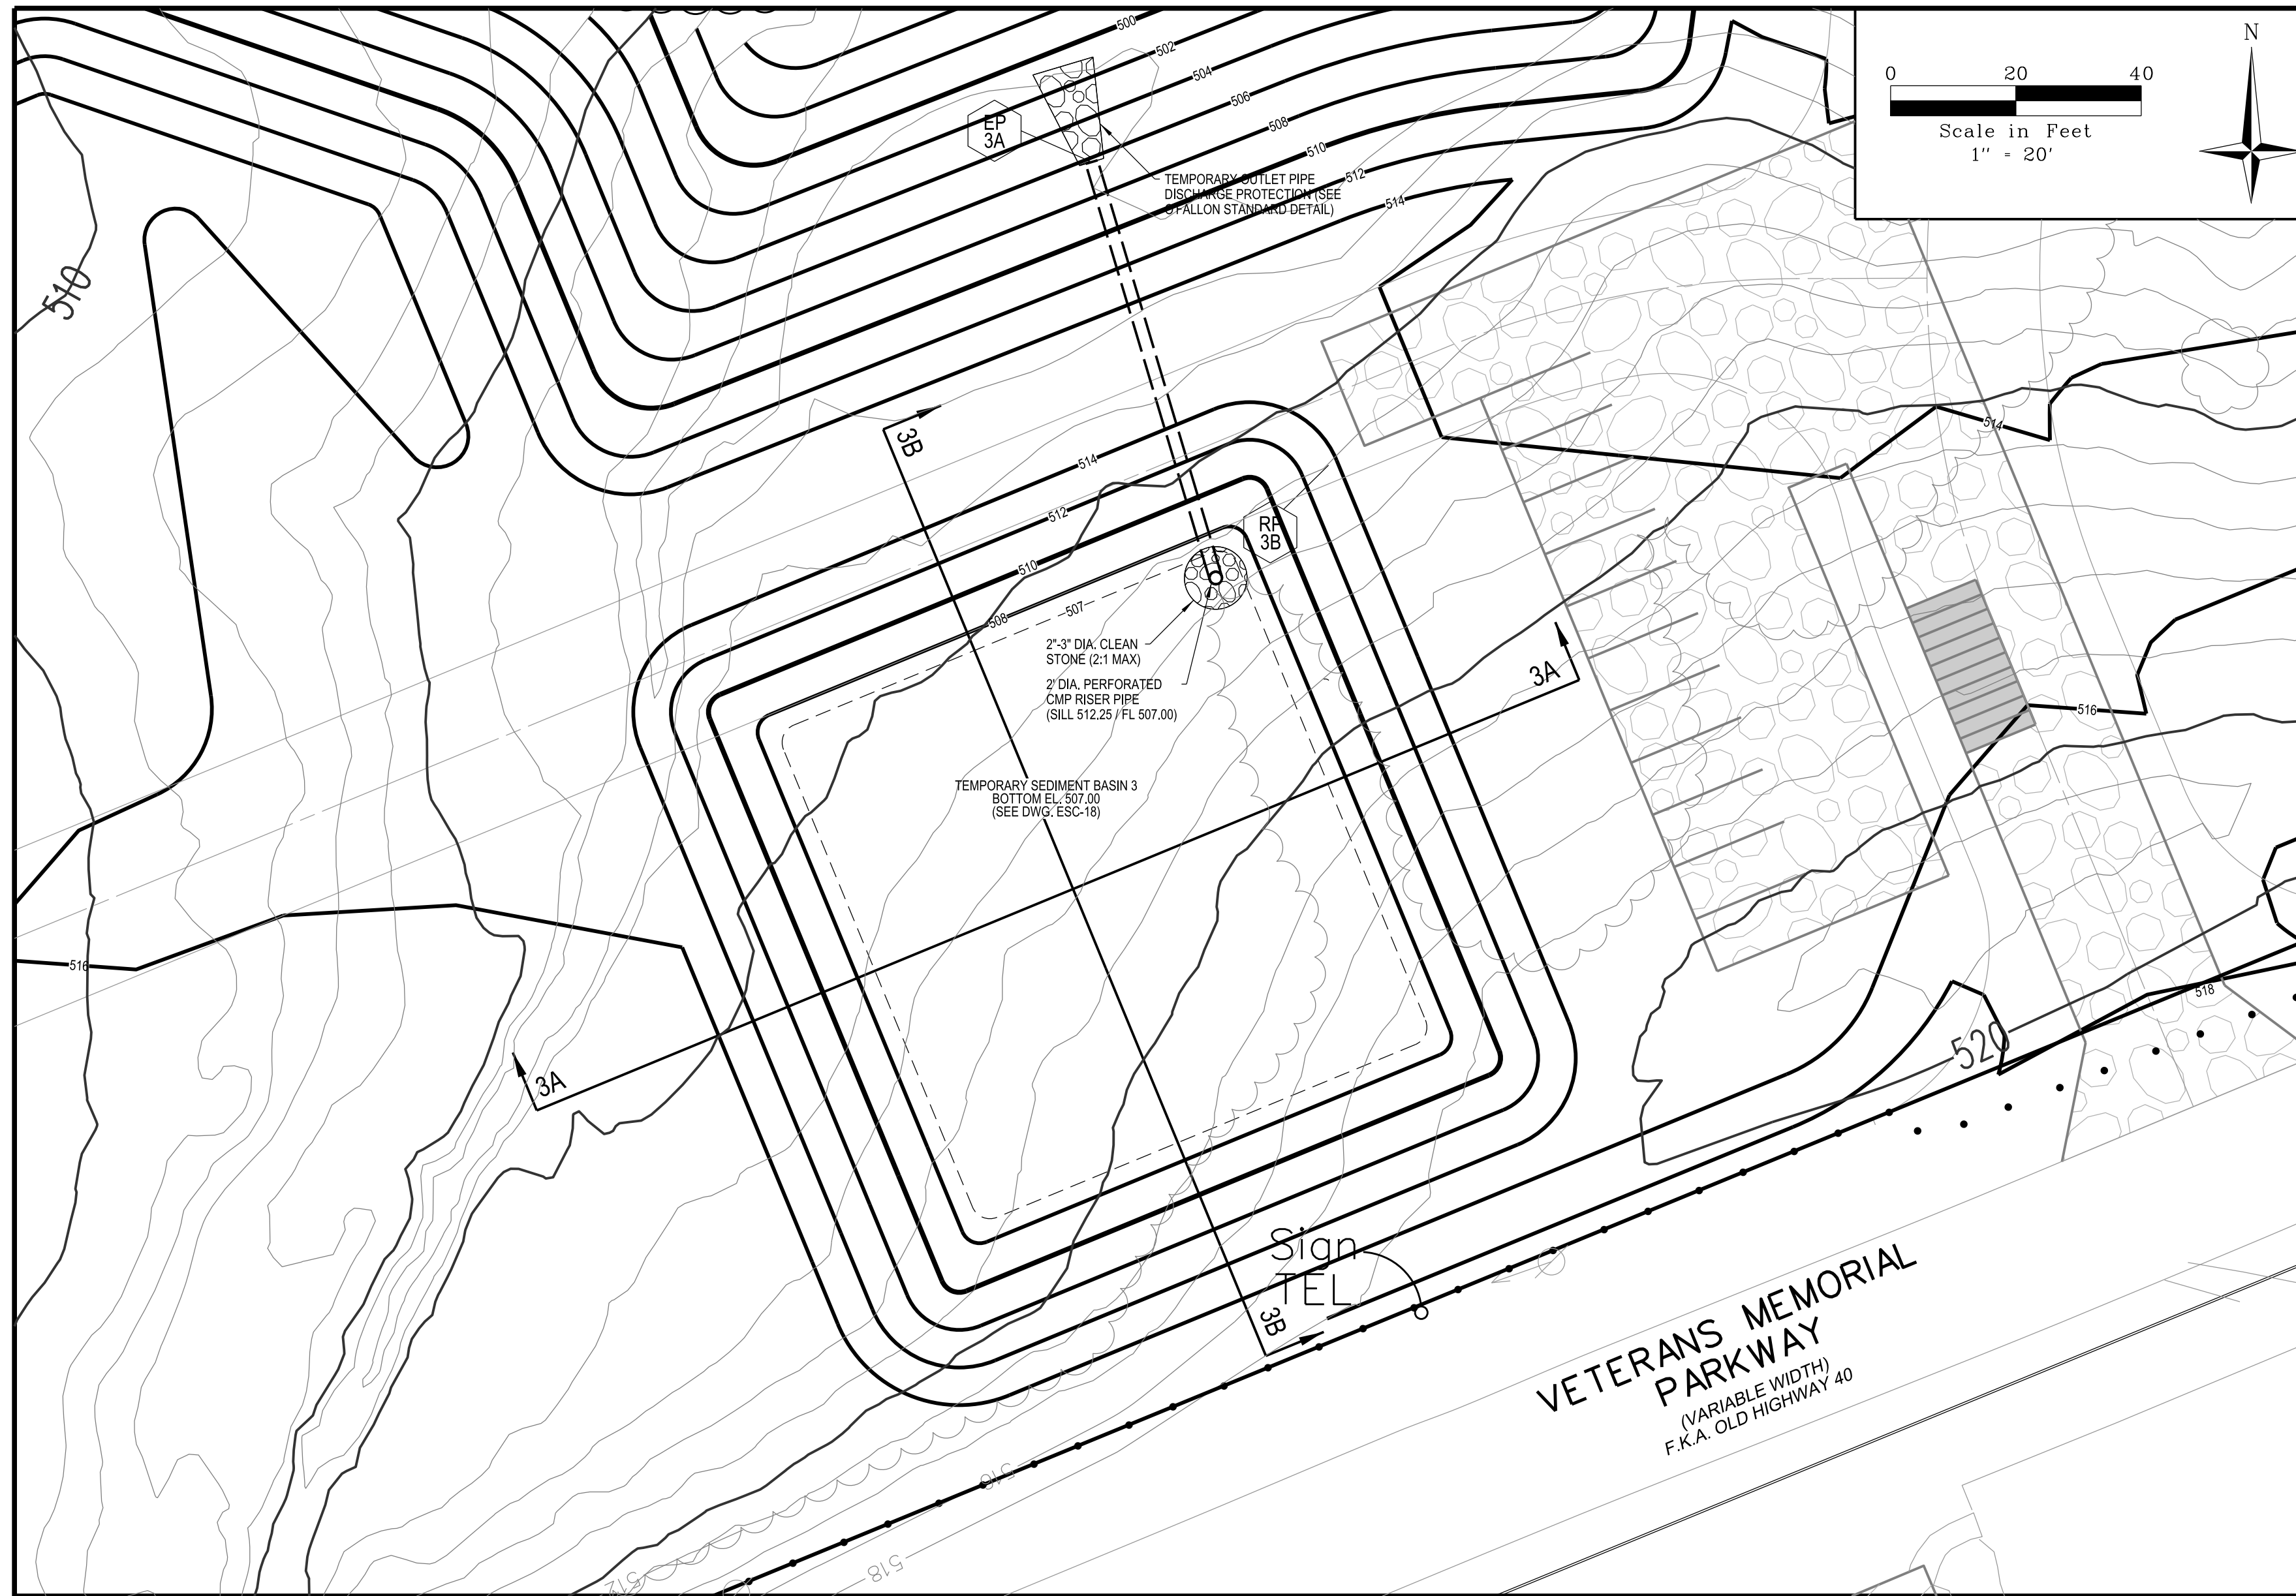 500
502
504
506
508
510
512
514
EP
3A
TEMPORARY OUTLET PIPE
DISCHARGE PROTECTION (SEE
O'FALLON STANDARD DETAIL)
0 20 40
Scale in Feet
1" = 20'
N
510
3B
514
512
510
508
507
RP
3B
2"-3" DIA. CLEAN
STONE (2:1 MAX)
2' DIA. PERFORATED
CMP RISER PIPE
(SILL 512.25 / FL 507.00)
TEMPORARY SEDIMENT BASIN 3
BOTTOM EL. 507.00
(SEE DWG. ESC-18)
3A
514
516
516
518
520
3A
Sign
TEL
3B
VETERANS MEMORIAL
PARKWAY
(VARIABLE WIDTH)
F.K.A. OLD HIGHWAY 40
516
518
512